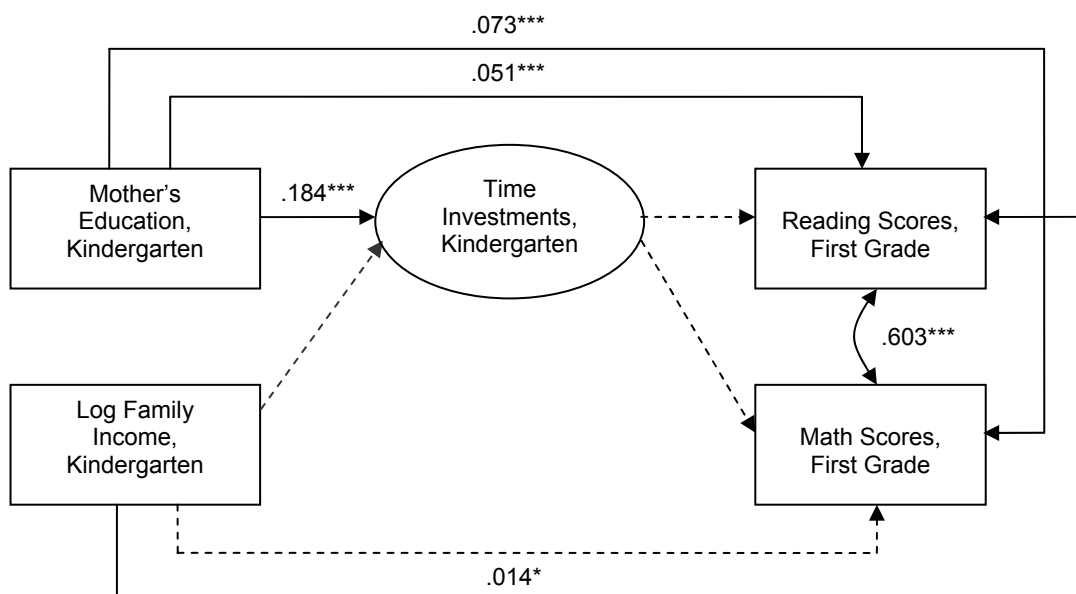 .073***
.051***
Mother's
Education,
Kindergarten
.184***
Time
Investments,
Kindergarten
Reading Scores,
First Grade
.603***
Log Family
Income,
Kindergarten
Math Scores,
First Grade
.014*